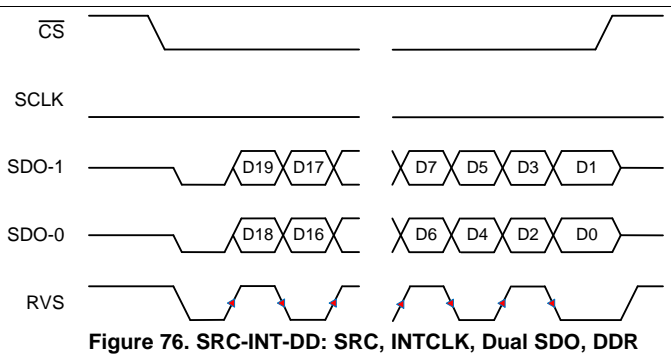 CS
SCLK
SDO-1 D19 D17 D7 D5 D3 D1
SDO-0 D18 D16 D6 D4 D2 D0
RVS
Figure 76. SRC-INT-DD: SRC, INTCLK, Dual SDO, DDR